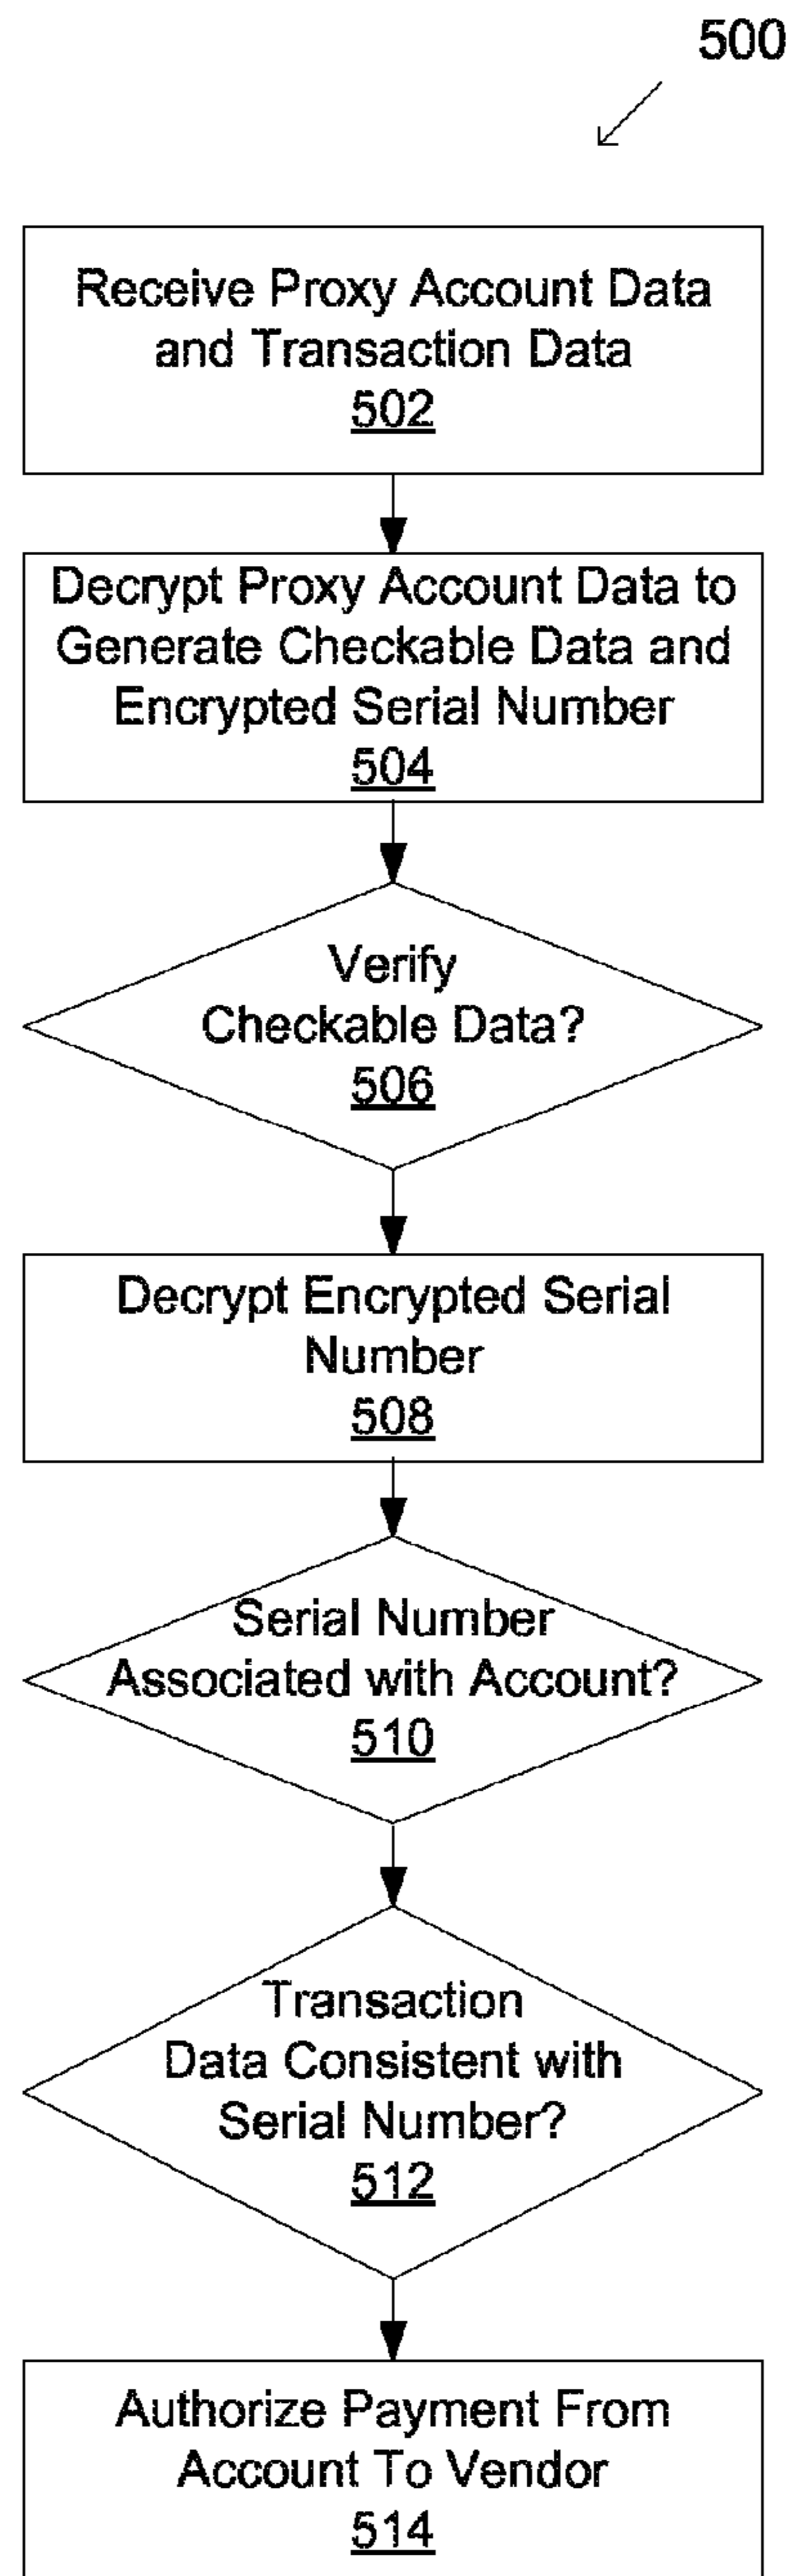 500
Receive Proxy Account Data
and Transaction Data
502
Decrypt Proxy Account Data to
Generate Checkable Data and
Encrypted Serial Number
504
Verify
Checkable Data?
506
Decrypt Encrypted Serial
Number
508
Serial Number
Associated with Account?
510
Transaction
Data Consistent with
Serial Number?
512
Authorize Payment From
Account To Vendor
514